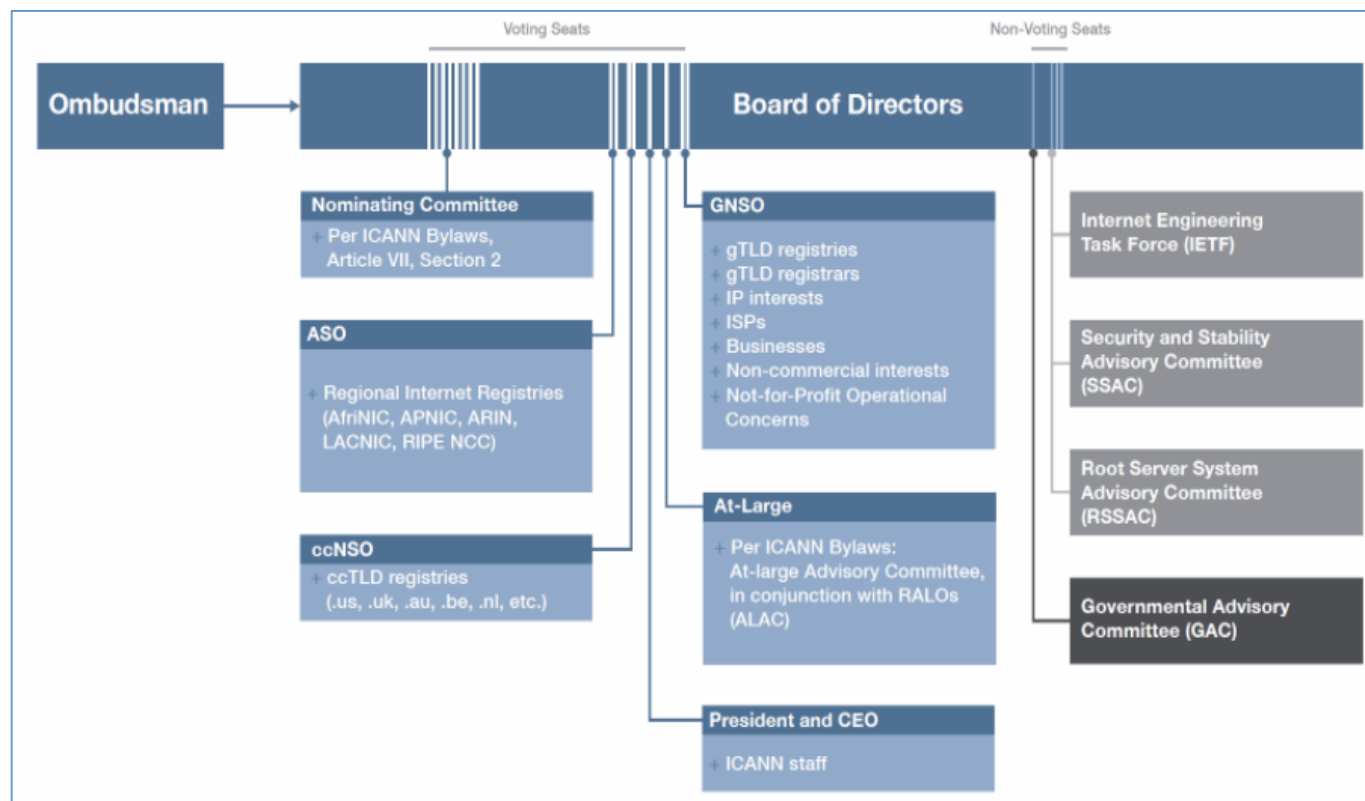 Voting Seats
Non-Voting Seats
Ombudsman
Board of Directors
Nominating Committee
+ Per ICANN Bylaws,
Article VII, Section 2
ASO
+ Regional Internet Registries
(AfriNIC, APNIC, ARIN,
LACNIC, RIPE NCC)
ccNSO
+ ccTLD registries
(.us, .uk, .au, .be, .nl, etc.)
GNSO
+ gTLD registries
+ gTLD registrars
+ IP interests
+ ISPs
+ Businesses
+ Non-commercial interests
+ Not-for-Profit Operational
Concerns
At-Large
+ Per ICANN Bylaws:
At-large Advisory Committee,
in conjunction with RALOs
(ALAC)
President and CEO
+ ICANN staff
Internet Engineering
Task Force (IETF)
Security and Stability
Advisory Committee
(SSAC)
Root Server System
Advisory Committee
(RSSAC)
Governmental Advisory
Committee (GAC)